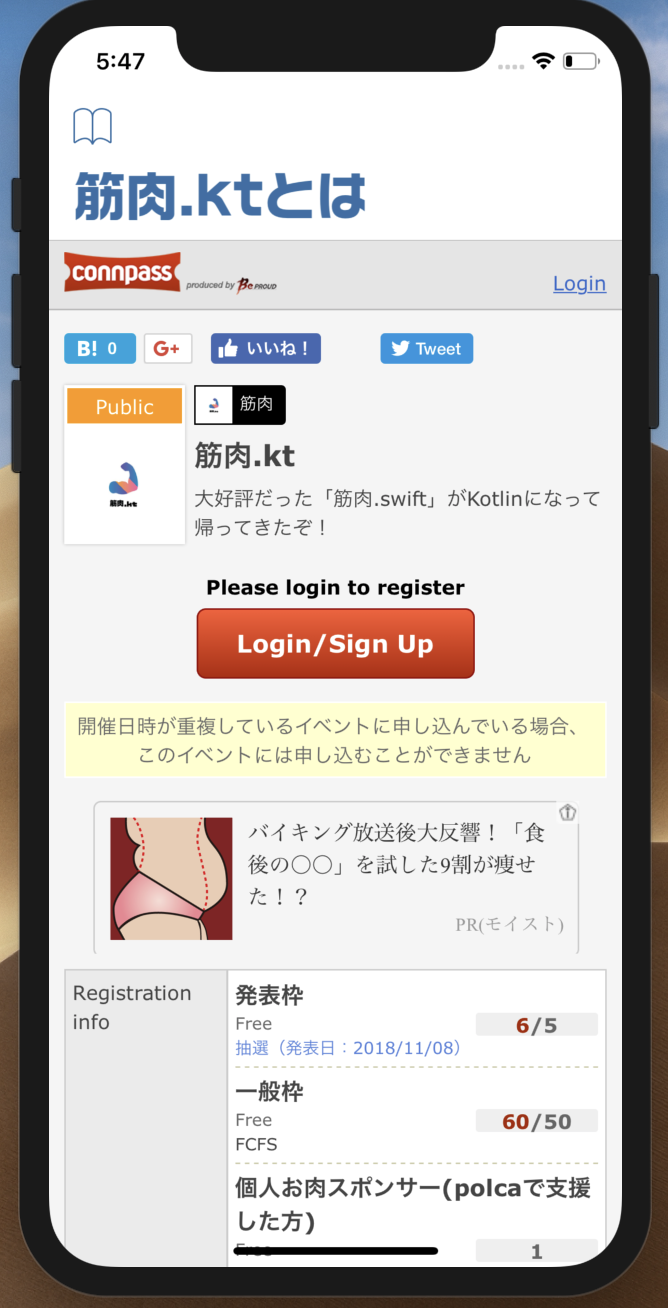 5:47
筋肉.ktとは
connpass produced by Be PROUD
Login
B! 0 G+ いいね！ Tweet
Public
筋肉
筋肉.kt
筋肉.kt
大好評だった「筋肉.swift」がKotlinになって
帰ってきたぞ！
Please login to register
Login/Sign Up
開催日時が重複しているイベントに申し込んでいる場合、
このイベントには申し込むことができません
バイキング放送後大反響！「食
後の〇〇」を試した9割が痩せ
た！？
PR(モイスト)
Registration
info
発表枠
Free
6/5
抽選（発表日：2018/11/08）
一般枠
Free
60/50
FCFS
個人お肉スポンサー(polcaで支援
した方)
Free
1